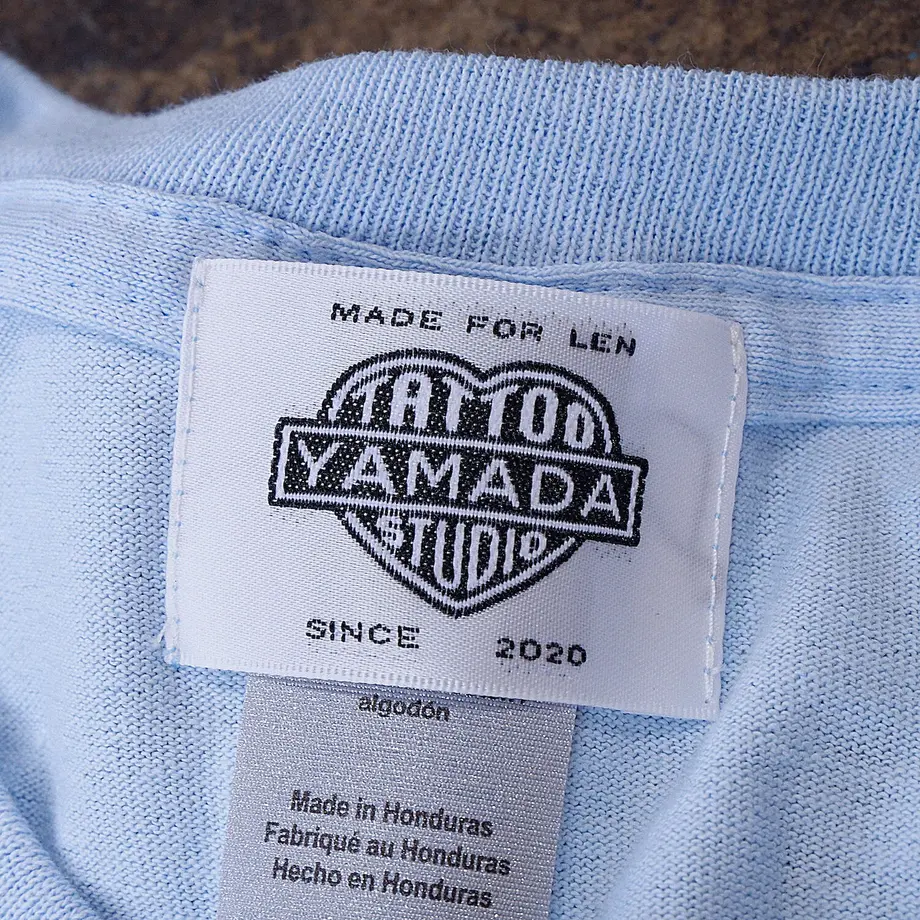 MADE FOR LEN
TATTOO
YAMADA
STUDIO
SINCE 2020
algodón
Made in Honduras
Fabriqué au Honduras
Hecho en Honduras